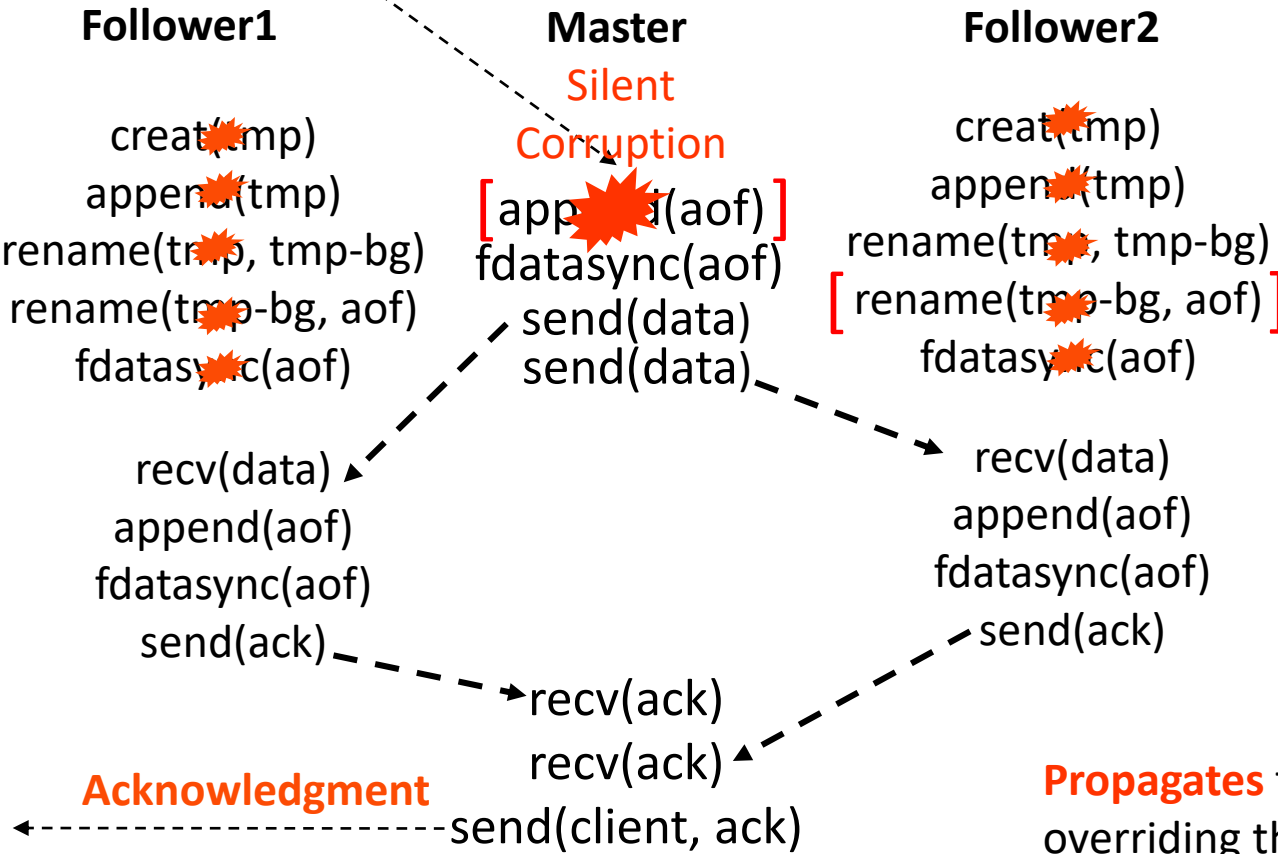 Follower1
creat(tmp)
append(tmp)
rename(tmp, tmp-bg)
rename(tmp-bg, aof)
fdatasync(aof)
recv(data)
append(aof)
fdatasync(aof)
send(ack)
Master
Silent
Corruption
[append(aof)]
fdatasync(aof)
send(data)
send(data)
Follower2
creat(tmp)
append(tmp)
rename(tmp, tmp-bg)
[rename(tmp-bg, aof)]
fdatasync(aof)
recv(data)
append(aof)
fdatasync(aof)
send(ack)
recv(ack)
recv(ack)
send(client, ack)
Acknowledgment
Propagates
overriding